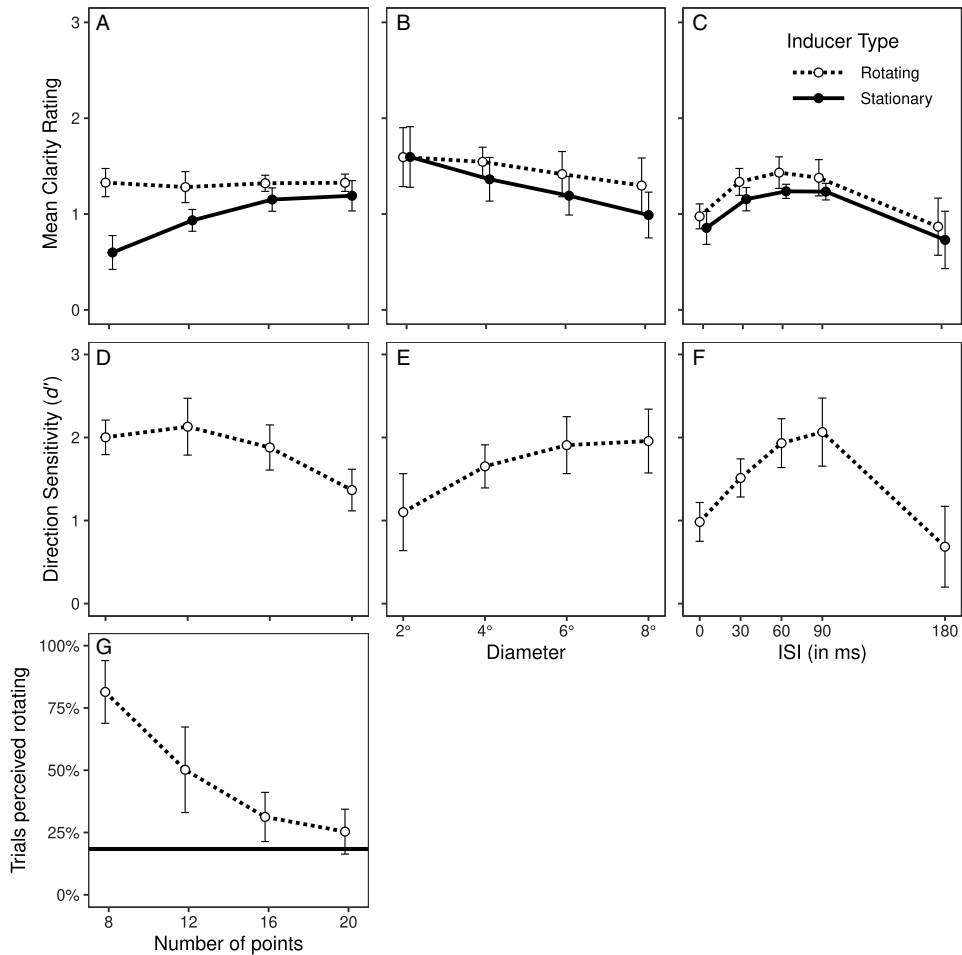 A
B
C
Inducer Type
Rotating
Stationary
Mean Clarity Rating
3
2
1
0
D
E
F
Direction Sensitivity (d′)
3
2
1
0
2° 4° 6° 8°
Diameter
0 30 60 90 180
ISI (in ms)
G
Trials perceived rotating
100%
75%
50%
25%
0%
8 12 16 20
Number of points